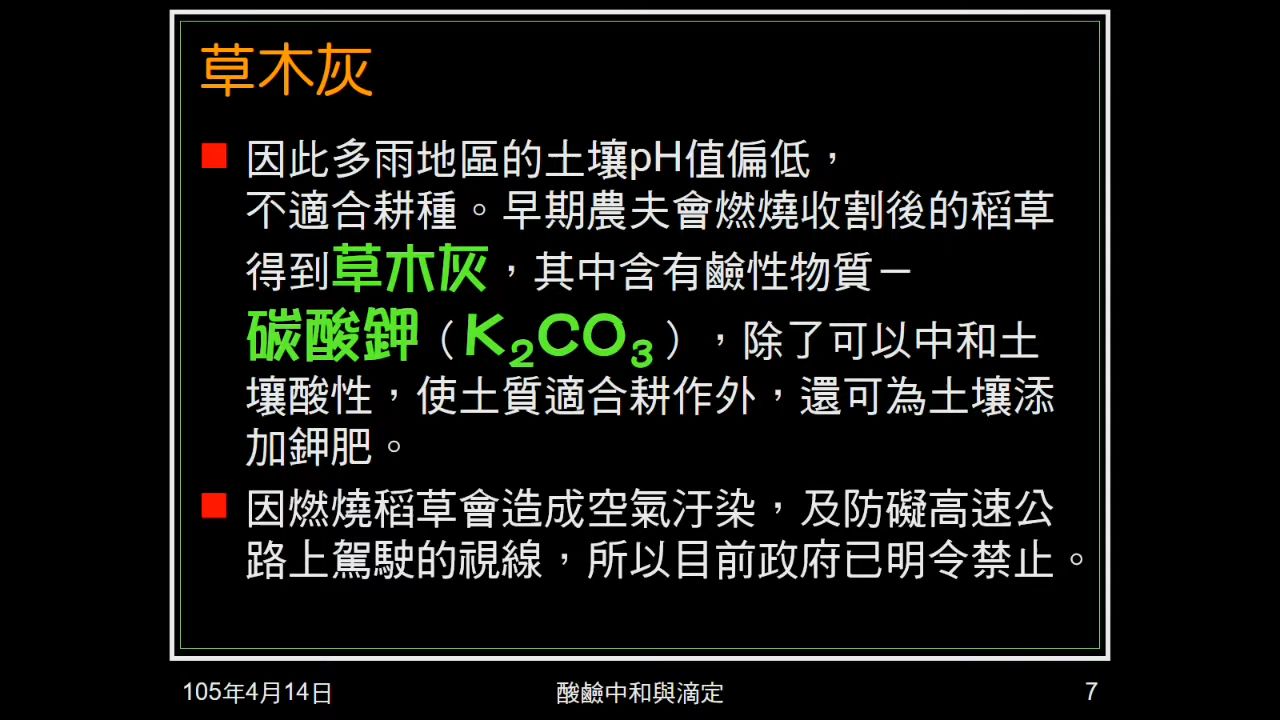 草木灰
因此多雨地區的土壤pH值偏低，
不適合耕種。早期農夫會燃燒收割後的稻草
得到草木灰，其中含有鹼性物質－
碳酸鉀（K₂CO₃），除了可以中和土
壤酸性，使土質適合耕作外，還可為土壤添
加鉀肥。
因燃燒稻草會造成空氣汙染，及防礙高速公
路上駕駛的視線，所以目前政府已明令禁止。
105年4月14日
酸鹼中和與滴定
7